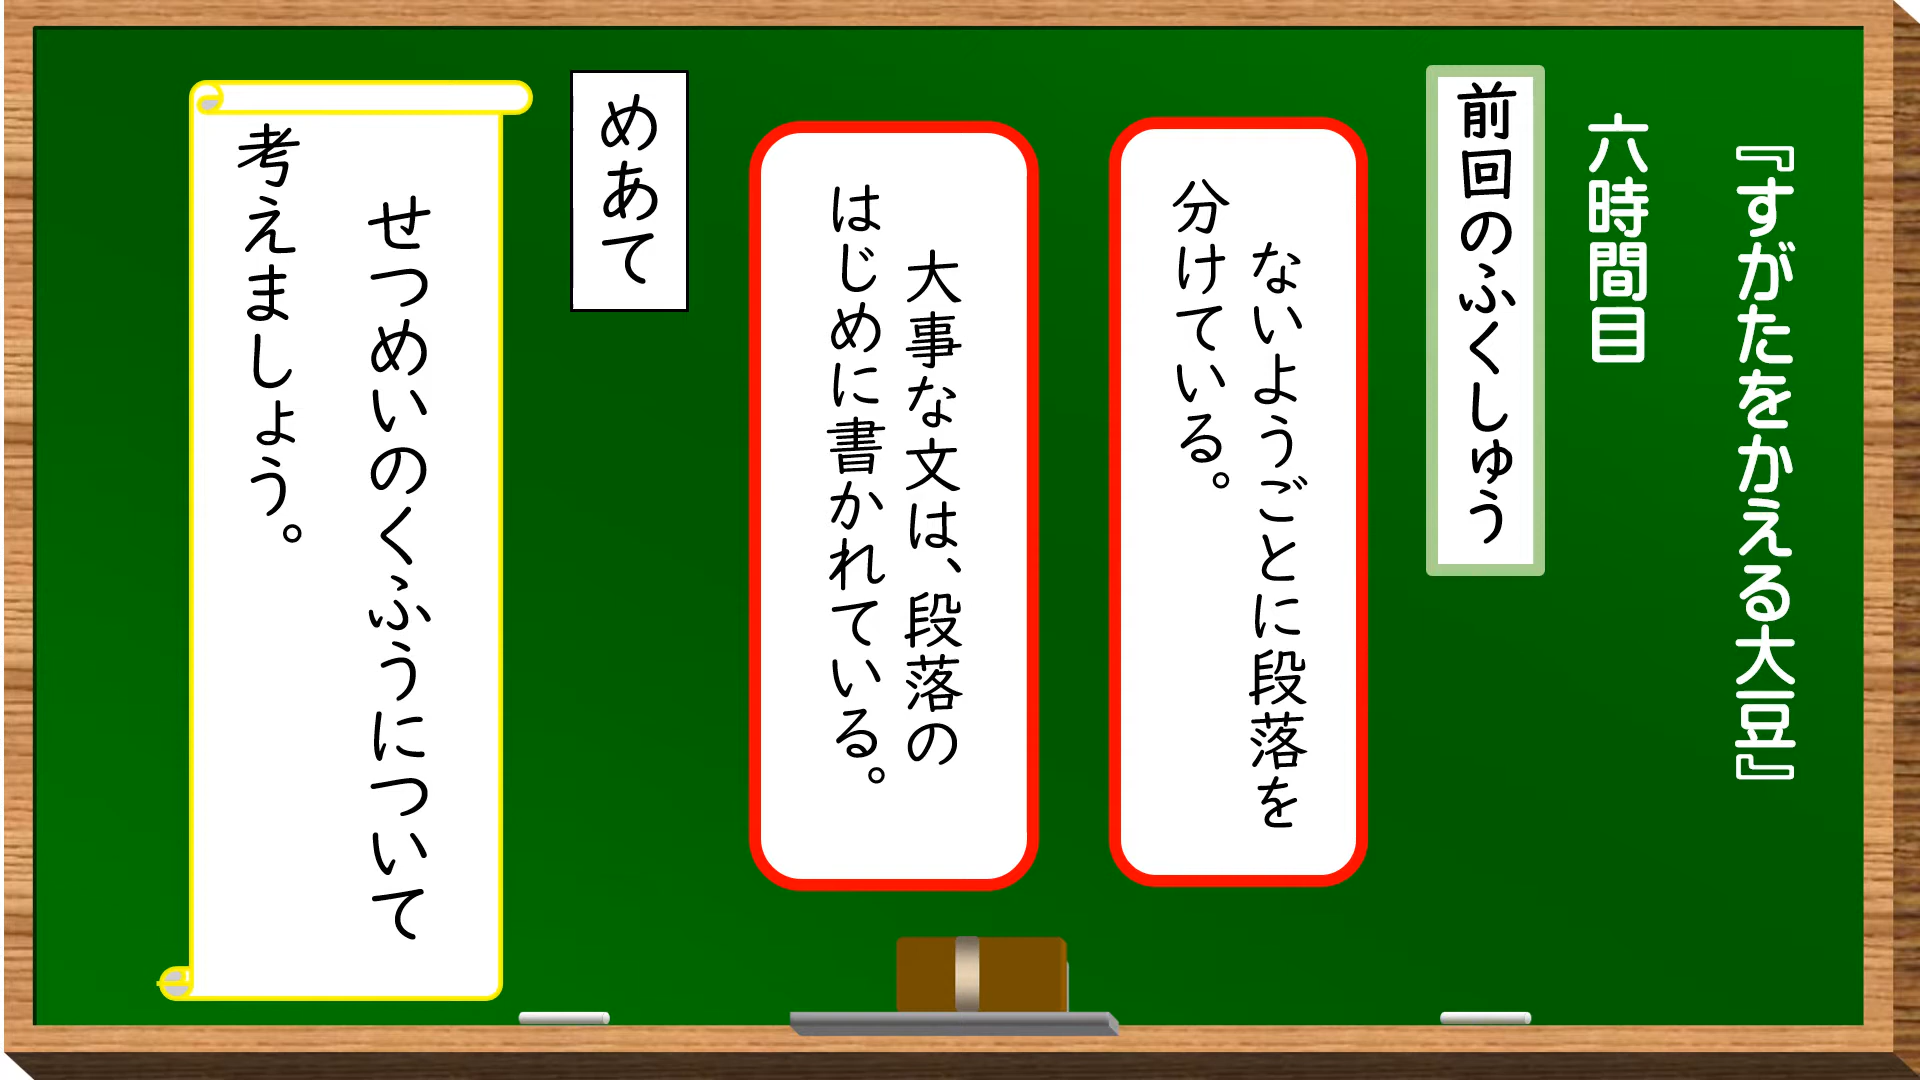 『すがたをかえる大豆』
六時間目
前回のふくしゅう
ないようごとに段落を
分けている。
大事な文は、段落の
はじめに書かれている。
めあて
せつめいのくふうについて
考えましょう。